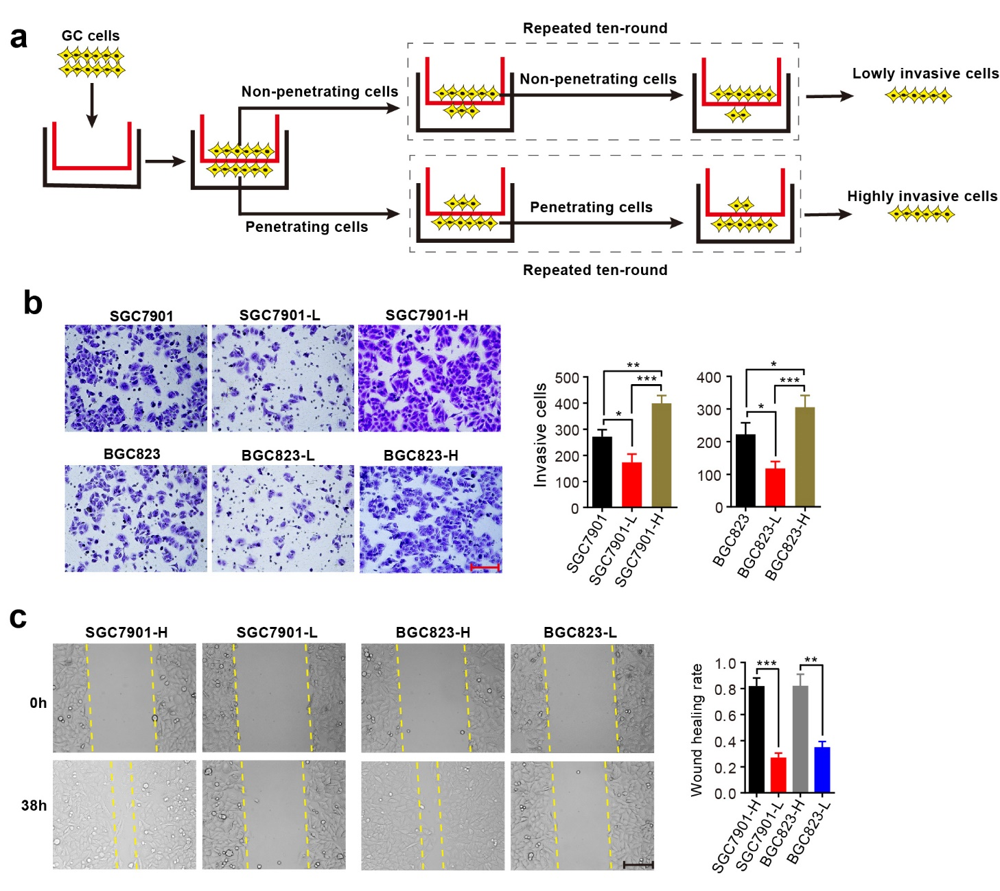 a
GC cells
Repeated ten-round
Non-penetrating cells
Non-penetrating cells
Lowly invasive cells
Penetrating cells
Penetrating cells
Highly invasive cells
Repeated ten-round
b
SGC7901
SGC7901-L
SGC7901-H
BGC823
BGC823-L
BGC823-H
Invasive cells
500
400
300
200
100
0
**
***
*
SGC7901
SGC7901-L
SGC7901-H
400
300
200
100
0
*
***
*
BGC823
BGC823-L
BGC823-H
c
SGC7901-H
SGC7901-L
BGC823-H
BGC823-L
0h
38h
Wound healing rate
1.0
0.8
0.6
0.4
0.2
0.0
***
**
SGC7901-H
SGC7901-L
BGC823-H
BGC823-L